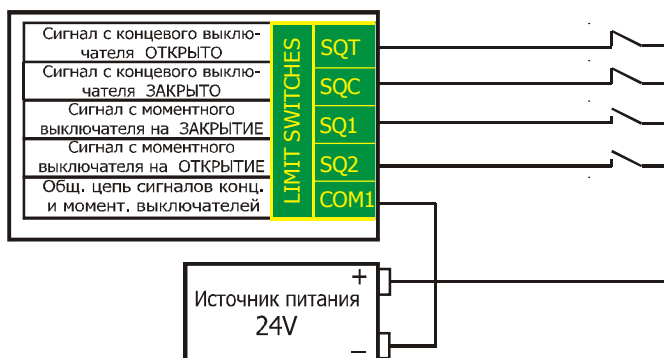 Сигнал с концевого выклю-
чателя ОТКРЫТО
SQT
Сигнал с концевого выклю-
чателя ЗАКРЫТО
SQC
Сигнал с моментного
выключателя на ЗАКРЫТИЕ
SQ1
Сигнал с моментного
выключателя на ОТКРЫТИЕ
SQ2
Общ. цепь сигналов конц.
и момент. выключателей
COM1
LIMIT SWITCHES
+
Источник питания
24V
–